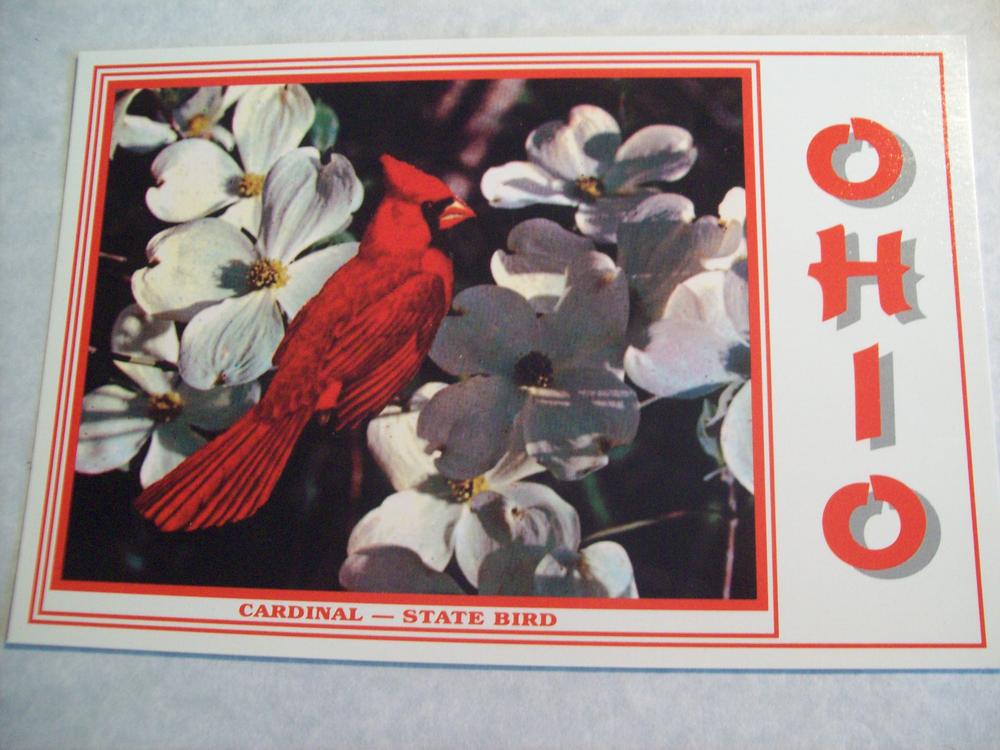 CARDINAL — STATE BIRD
OHIO